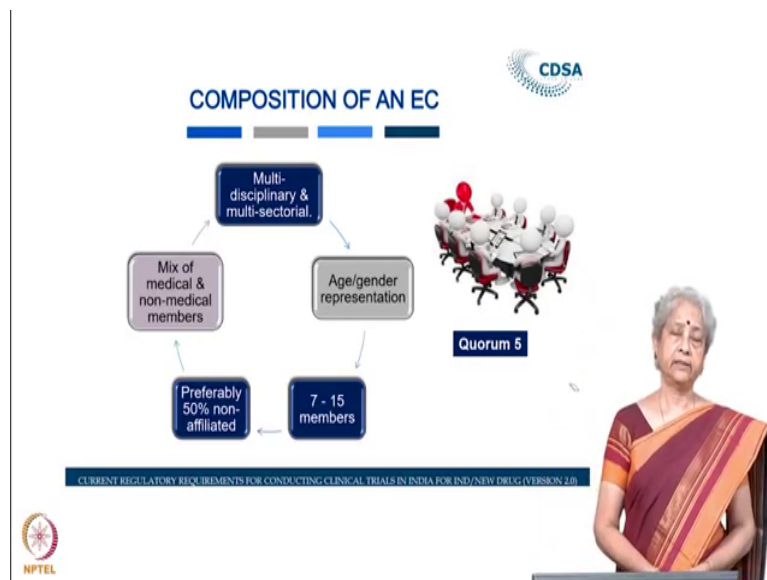 CDSA
COMPOSITION OF AN EC
Multi-
disciplinary &
multi-sectorial.
Age/gender
representation
7 - 15
members
Preferably
50% non-
affiliated
Mix of
medical &
non-medical
members
Quorum 5
CURRENT REGULATORY REQUIREMENTS FOR CONDUCTING CLINICAL TRIALS IN INDIA FOR IND/NEW DRUG (VERSION 2.0)
NPTEL